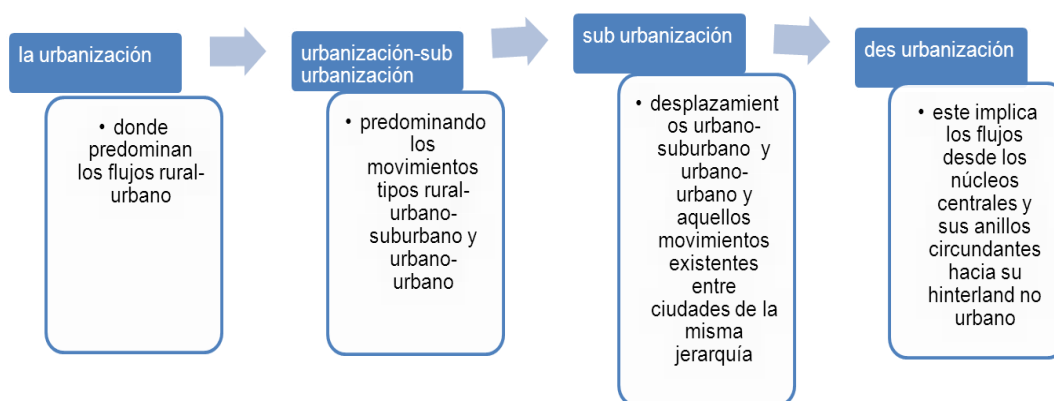 la urbanización
• donde
predominan
los flujos rural-
urbano
urbanización-sub
urbanización
• predominando
los
movimientos
tipos rural-
urbano-
suburbano y
urbano-
urbano
sub urbanización
• desplazamient
os urbano-
suburbano y
urbano-
urbano y
aquellos
movimientos
existentes
entre
ciudades de la
misma
jerarquía
des urbanización
• este implica
los flujos
desde los
núcleos
centrales y
sus anillos
circundantes
hacia su
hinterland no
urbano